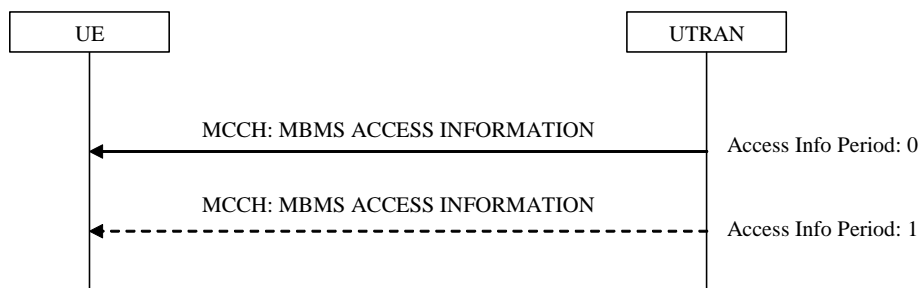 UE
UTRAN
MCCH: MBMS ACCESS INFORMATION
Access Info Period: 0
MCCH: MBMS ACCESS INFORMATION
Access Info Period: 1